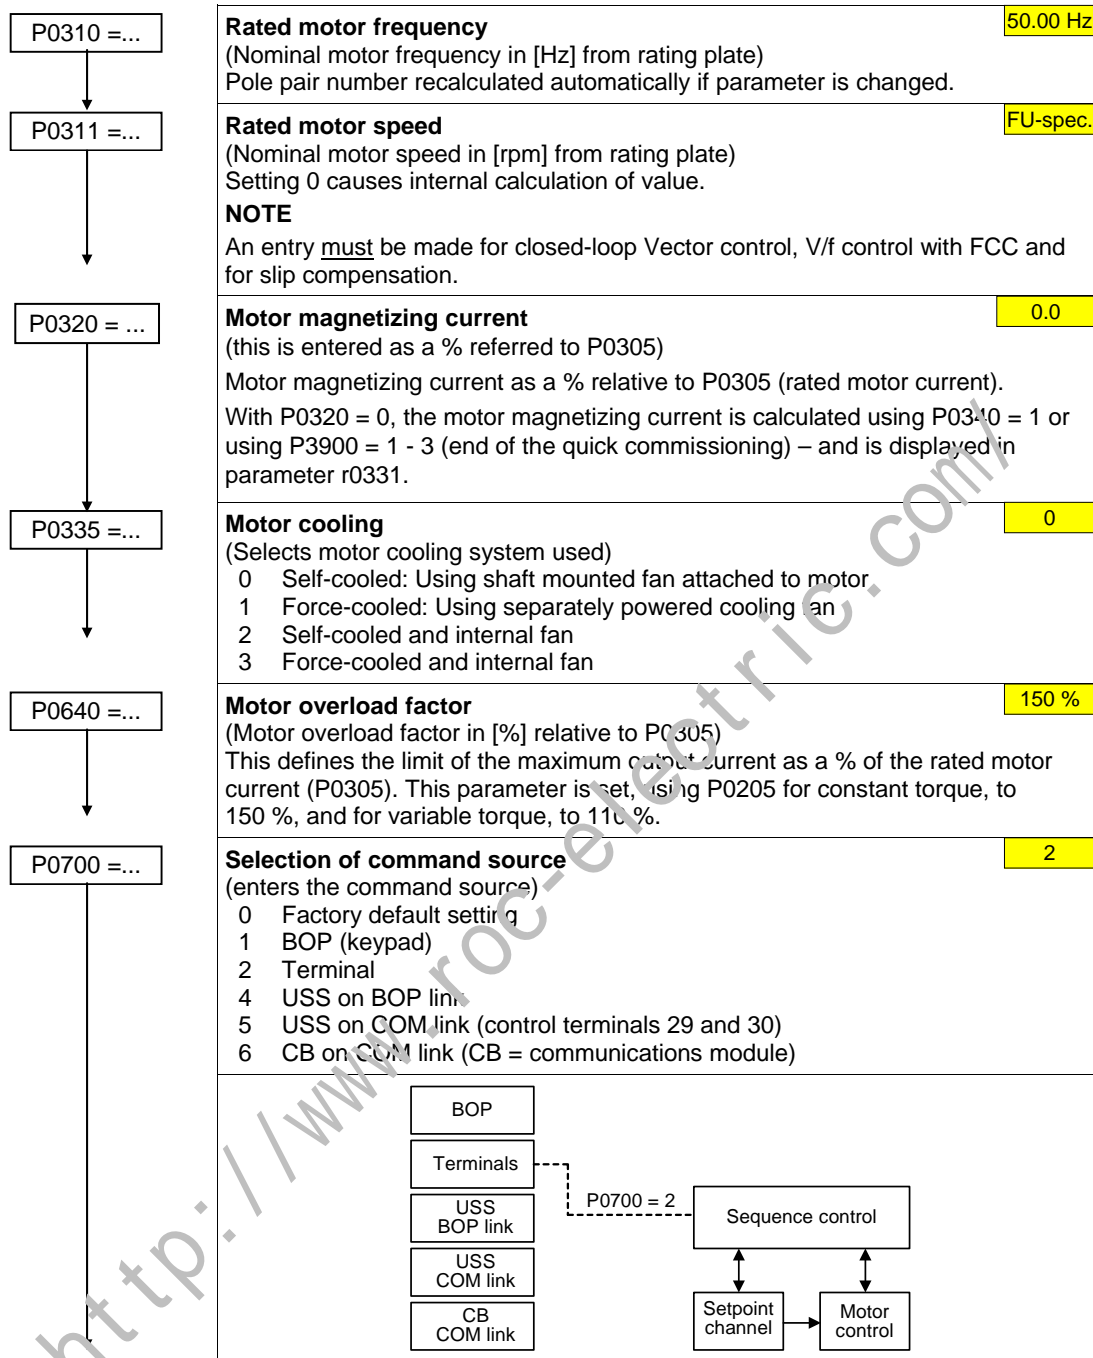 P0310 =...
Rated motor frequency
50.00 Hz
(Nominal motor frequency in [Hz] from rating plate)
Pole pair number recalculated automatically if parameter is changed.
P0311 =...
Rated motor speed
FU-spec.
(Nominal motor speed in [rpm] from rating plate)
Setting 0 causes internal calculation of value.
NOTE
An entry must be made for closed-loop Vector control, V/f control with FCC and
for slip compensation.
P0320 = ...
Motor magnetizing current
0.0
(this is entered as a % referred to P0305)
Motor magnetizing current as a % relative to P0305 (rated motor current).
With P0320 = 0, the motor magnetizing current is calculated using P0340 = 1 or
using P3900 = 1 - 3 (end of the quick commissioning) – and is displayed in
parameter r0331.
P0335 =...
Motor cooling
0
(Selects motor cooling system used)
0 Self-cooled: Using shaft mounted fan attached to motor
1 Force-cooled: Using separately powered cooling fan
2 Self-cooled and internal fan
3 Force-cooled and internal fan
P0640 =...
Motor overload factor
150 %
(Motor overload factor in [%] relative to P0305)
This defines the limit of the maximum output current as a % of the rated motor
current (P0305). This parameter is set, using P0205 for constant torque, to
150 %, and for variable torque, to 110 %.
P0700 =...
Selection of command source
2
(enters the command source)
0 Factory default setting
1 BOP (keypad)
2 Terminal
4 USS on BOP link
5 USS on COM link (control terminals 29 and 30)
6 CB on COM link (CB = communications module)
BOP
Terminals
USS
BOP link
USS
COM link
CB
COM link
P0700 = 2
Sequence control
Setpoint
channel
Motor
control
http://www.roc-electric.com/